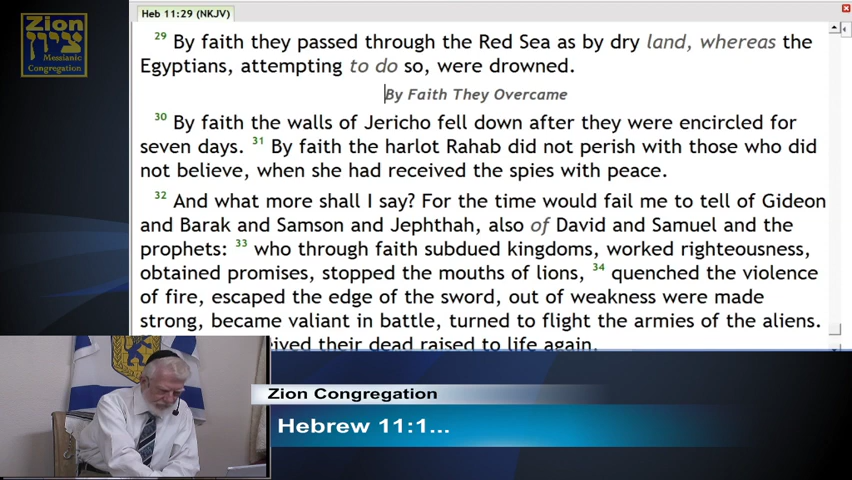 Zion
ציון
Messianic
Congregation
Heb 11:29 (NKJV)
29 By faith they passed through the Red Sea as by dry land, whereas the
Egyptians, attempting to do so, were drowned.
By Faith They Overcame
30 By faith the walls of Jericho fell down after they were encircled for
seven days. 31 By faith the harlot Rahab did not perish with those who did
not believe, when she had received the spies with peace.
32 And what more shall I say? For the time would fail me to tell of Gideon
and Barak and Samson and Jephthah, also of David and Samuel and the
prophets: 33 who through faith subdued kingdoms, worked righteousness,
obtained promises, stopped the mouths of lions, 34 quenched the violence
of fire, escaped the edge of the sword, out of weakness were made
strong, became valiant in battle, turned to flight the armies of the aliens.
their dead raised to life again.
Zion Congregation
Hebrew 11:1...